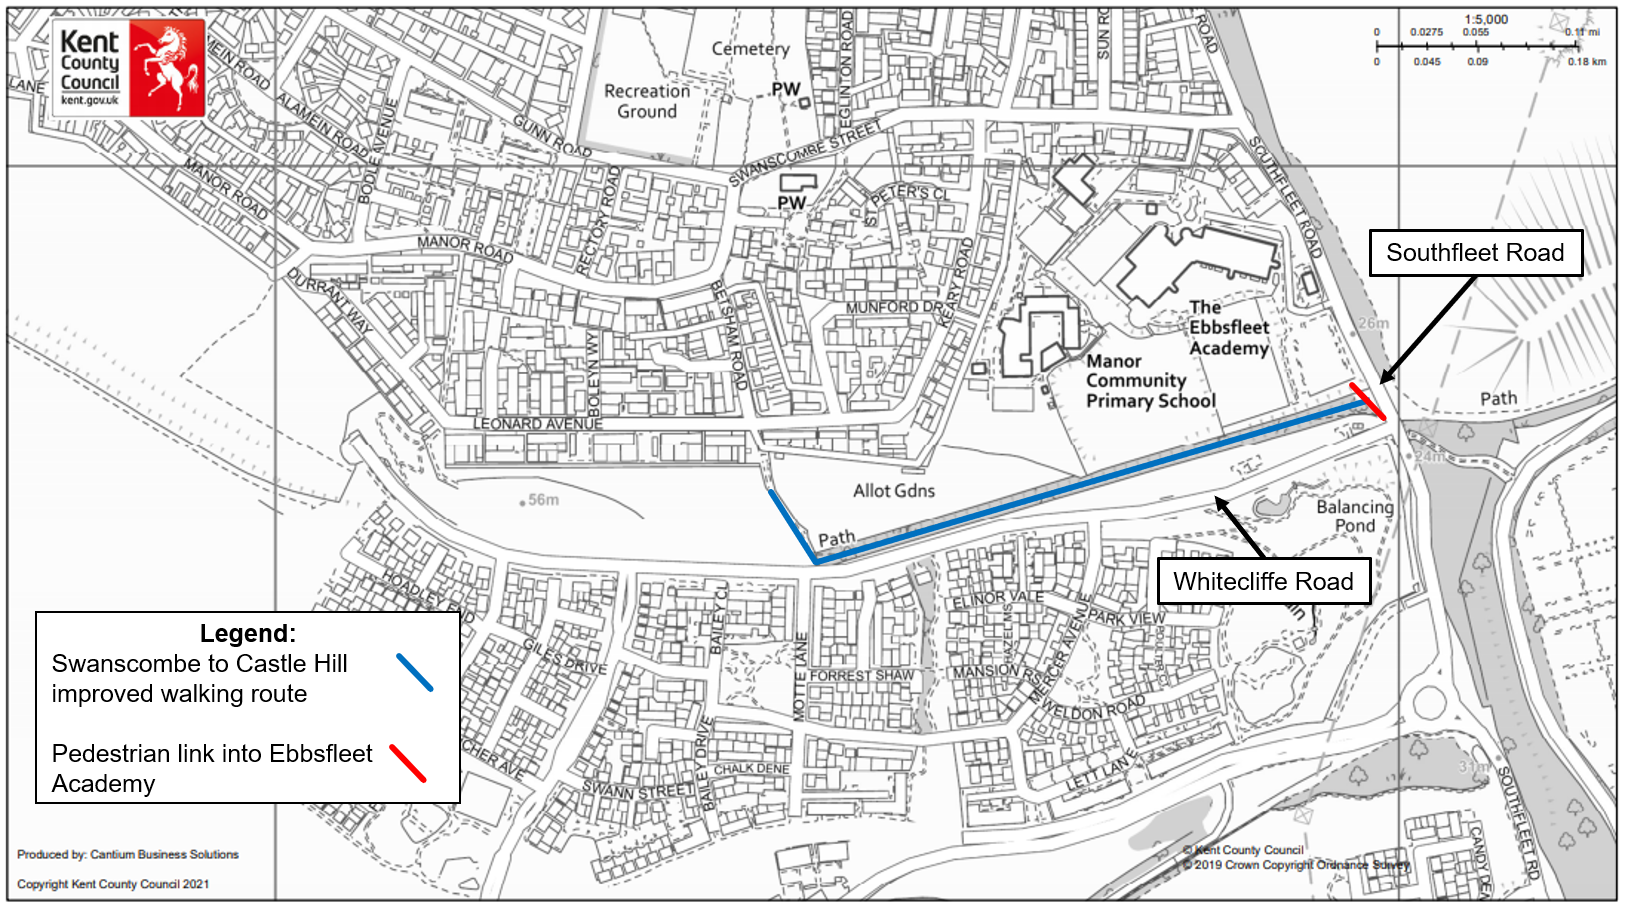 Kent
County
Council
kent.gov.uk
1:5,000
0 0.0275 0.055 0.11 mi
0 0.045 0.09 0.18 km
LANE
ALAMEIN ROAD
MANOR ROAD
BODLE AVENUE
GUNN ROAD
Recreation
Ground
Cemetery
PW
EGLINTON ROAD
SUN RO
ROAD
SWANSCOMBE STREET
PW
ST PETER'S CL
SOUTHFLEET ROAD
MANOR ROAD
RECTORY ROAD
DURRANT WAY
BETSHAM ROAD
MUNFORD DR
KEARY ROAD
BOLEYN WY
LEONARD AVENUE
The
Ebbsfleet
Academy
Manor
Community
Primary School
Southfleet Road
26m
Path
24m
56m
Allot Gdns
Path
Balancing
Pond
Whitecliffe Road
HOADLEY END
GILES DRIVE
BAILEY CL
MOTTE LANE
FORREST SHAW
ELINOR VALE
HAZELMS
MERCER AVENUE
PARK VIEW
MANSION RS
WELDON ROAD
LETT LANE
CHALK DENE
BAILEY DRIVE
SWANN STREET
CHER AVE
31m
SOUTHFLEET RD
Legend:
Swanscombe to Castle Hill
improved walking route
Pedestrian link into Ebbsfleet
Academy
Produced by: Cantium Business Solutions
Copyright Kent County Council 2021
© Kent County Council
© 2019 Crown Copyright Ordnance Survey